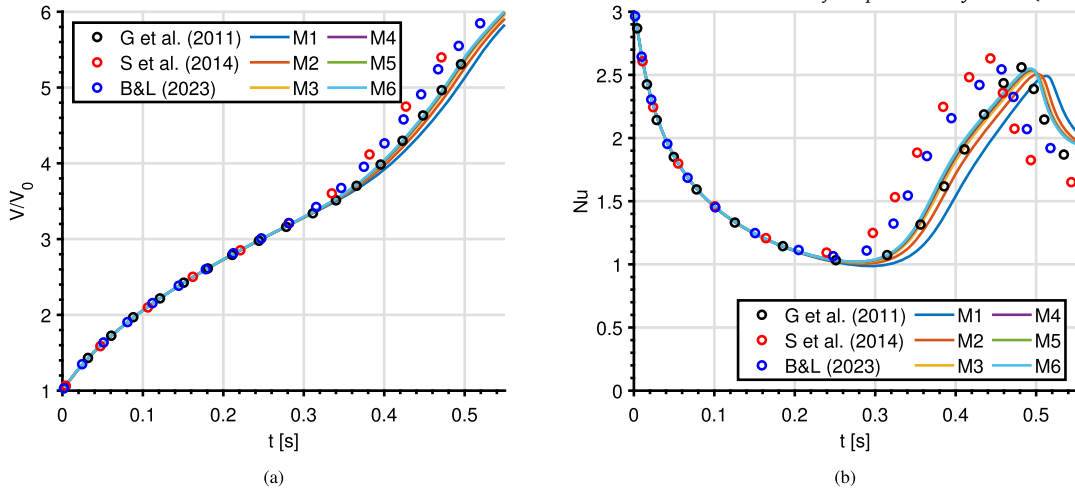 6
5
4
3
2
1
V/V0
G et al. (2011)
S et al. (2014)
B&L (2023)
M1
M2
M3
M4
M5
M6
0
0.1
0.2
0.3
0.4
0.5
t [s]
(a)
3
2.5
2
1.5
1
0.5
0
Nu
G et al. (2011)
S et al. (2014)
B&L (2023)
M1
M2
M3
M4
M5
M6
0
0.1
0.2
0.3
0.4
0.5
t [s]
(b)